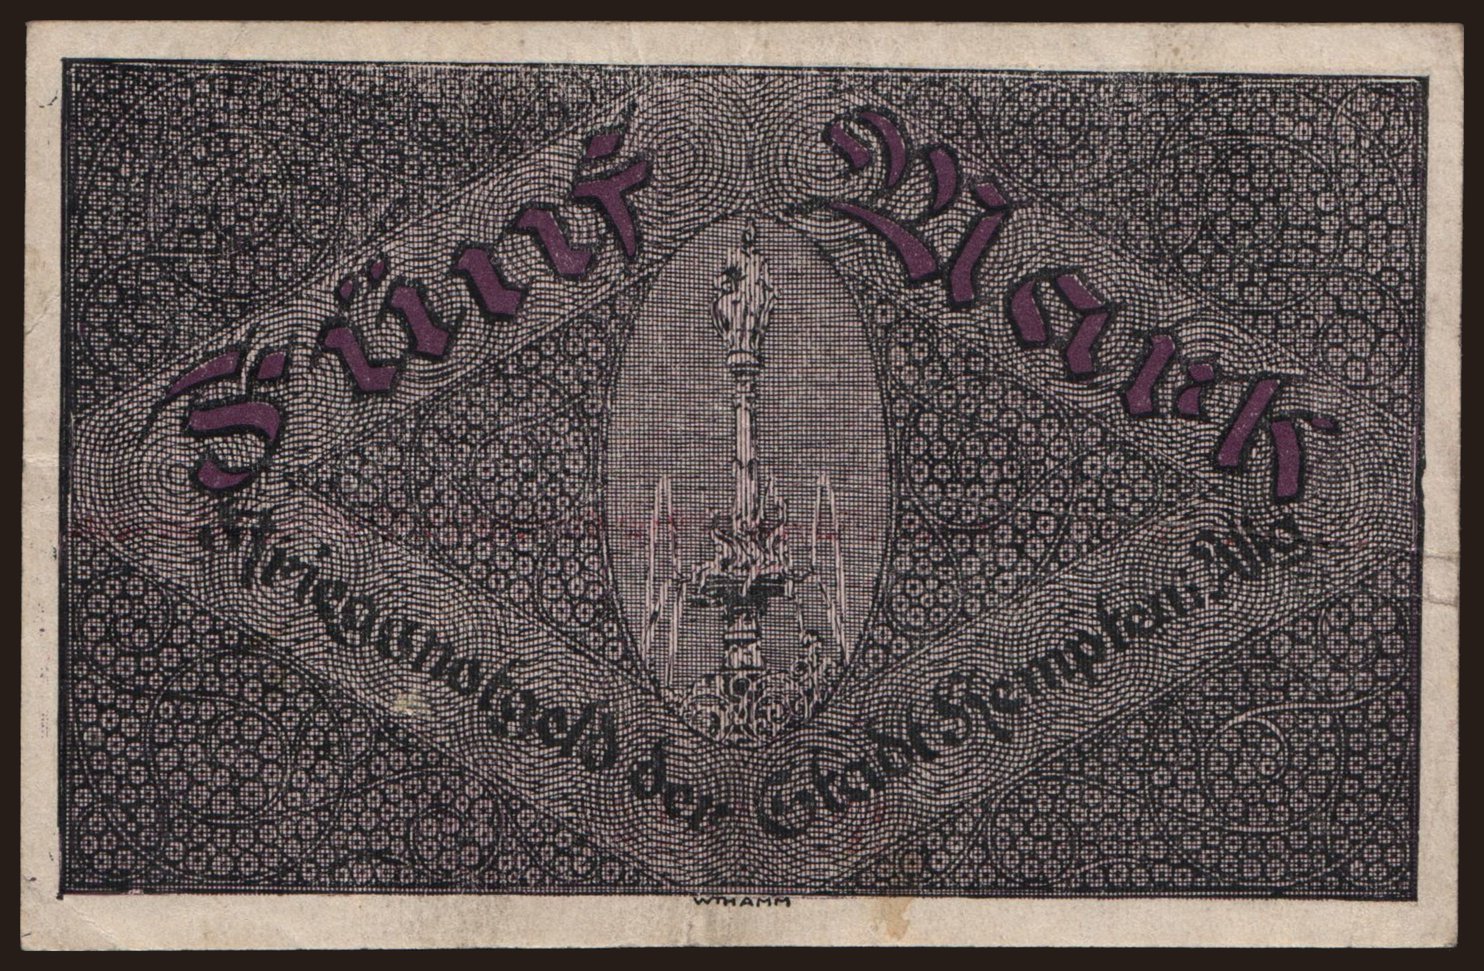 Fünf Mark
Kriegsnotgeld der Stadt Kempten i. Allg.
W. HAMM